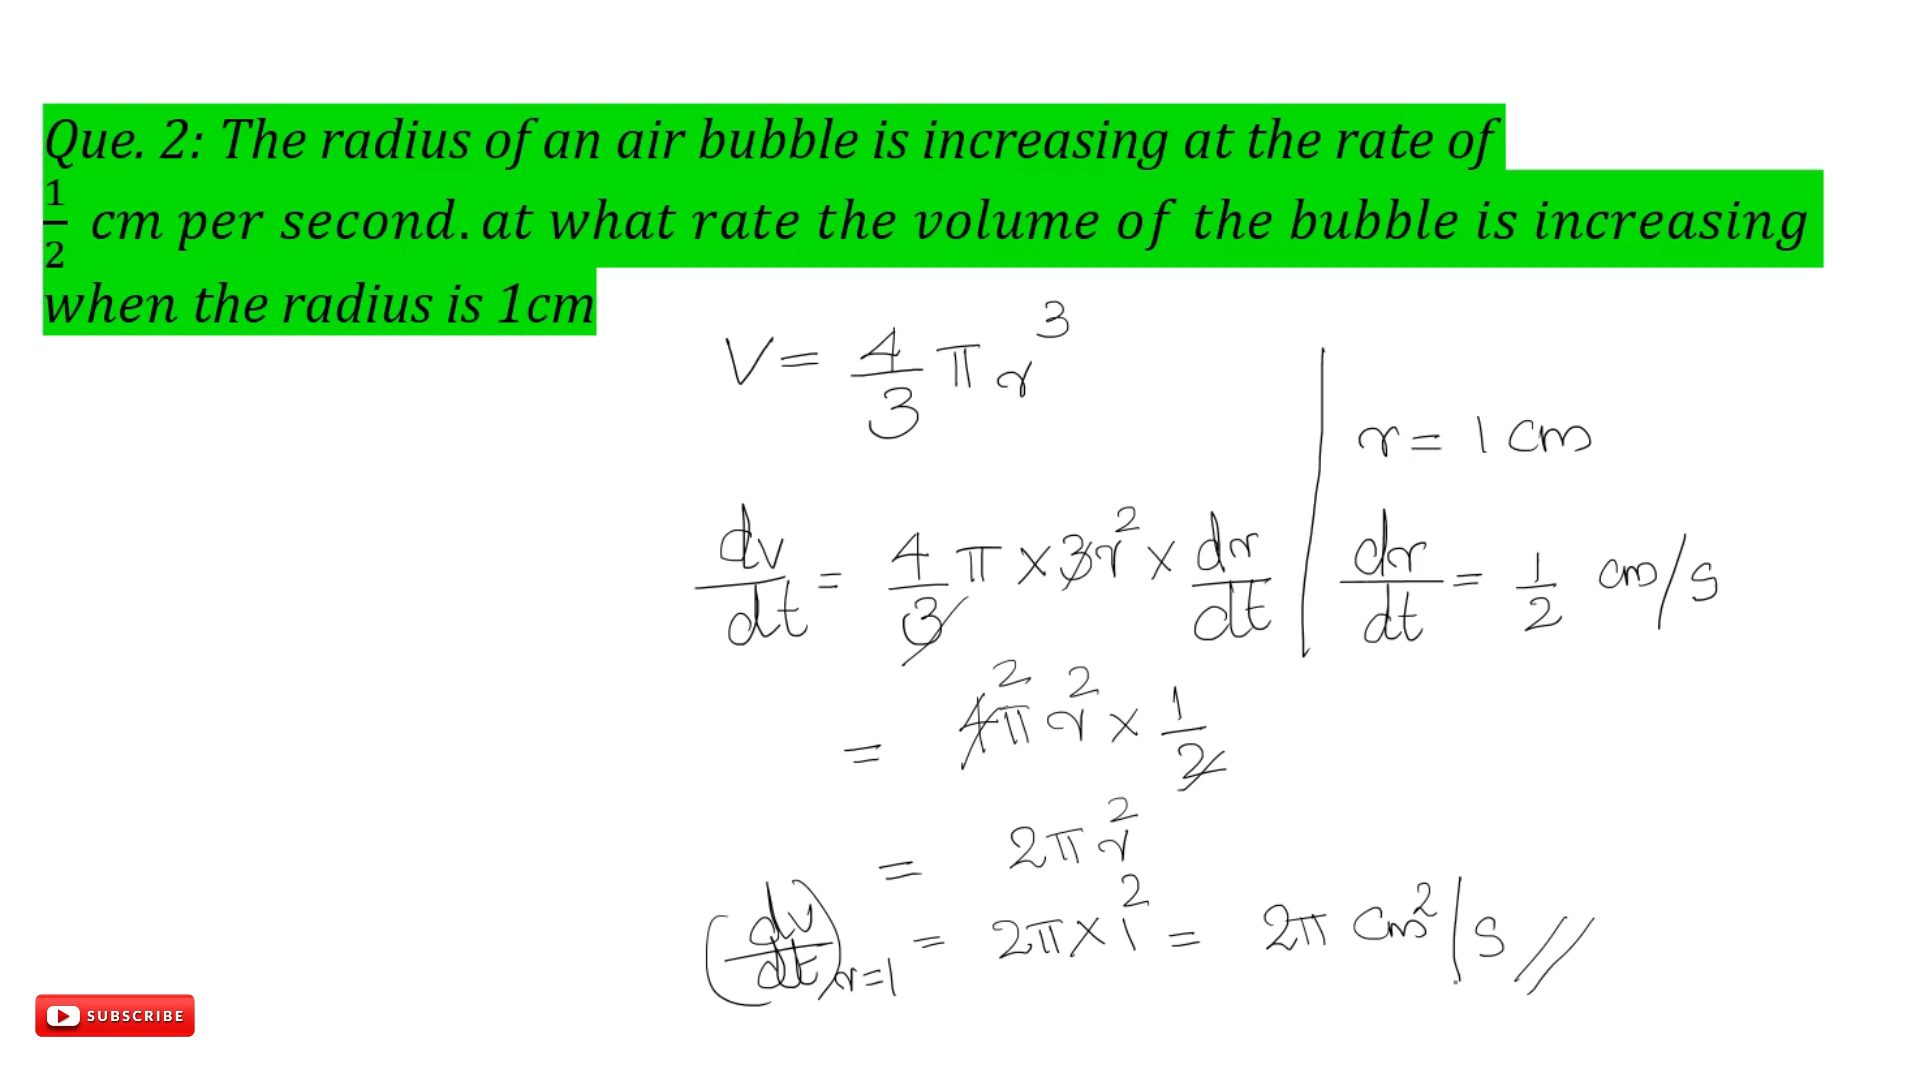 Que. 2: The radius of an air bubble is increasing at the rate of
1/2 cm per second. at what rate the volume of the bubble is increasing
when the radius is 1cm
V = 4/3 π r³
r = 1 cm
dv/dt = 4/3 π × 3r² × dr/dt
dr/dt = 1/2 cm/s
= 4² π r² × 1/2
= 2π r²
(dv/dt) r=1 = 2π × 1² = 2π cm²/s //
SUBSCRIBE